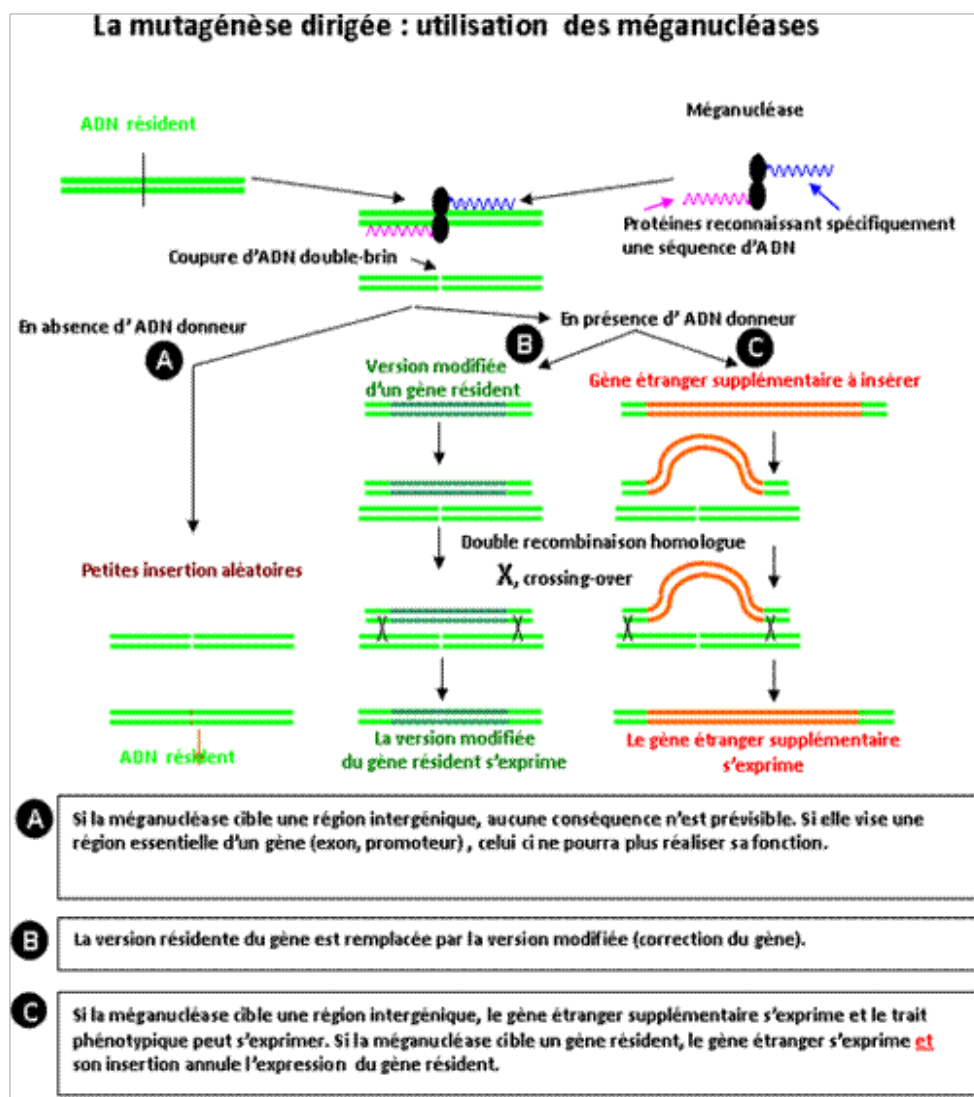 La mutagénèse dirigée : utilisation des méganucléases
ADN résident
Méganucléase
Protéines reconnaissant spécifiquement
une séquence d'ADN
Coupure d'ADN double-brin
En absence d' ADN donneur
A
En présence d' ADN donneur
B
C
Version modifiée
d'un gène résident
Gène étranger supplémentaire à insérer
Double recombinaison homologue
X, crossing-over
Petites insertion aléatoires
X
X
X
X
ADN résident
La version modifiée
du gène résident s'exprime
Le gène étranger supplémentaire
s'exprime
A
Si la méganucléase cible une région intergénique, aucune conséquence n'est prévisible. Si elle vise une
région essentielle d'un gène (exon, promoteur) , celui ci ne pourra plus réaliser sa fonction.
B
La version résidente du gène est remplacée par la version modifiée (correction du gène).
C
Si la méganucléase cible une région intergénique, le gène étranger supplémentaire s'exprime et le trait
phénotypique peut s'exprimer. Si la méganucléase cible un gène résident, le gène étranger s'exprime et
son insertion annule l'expression du gène résident.